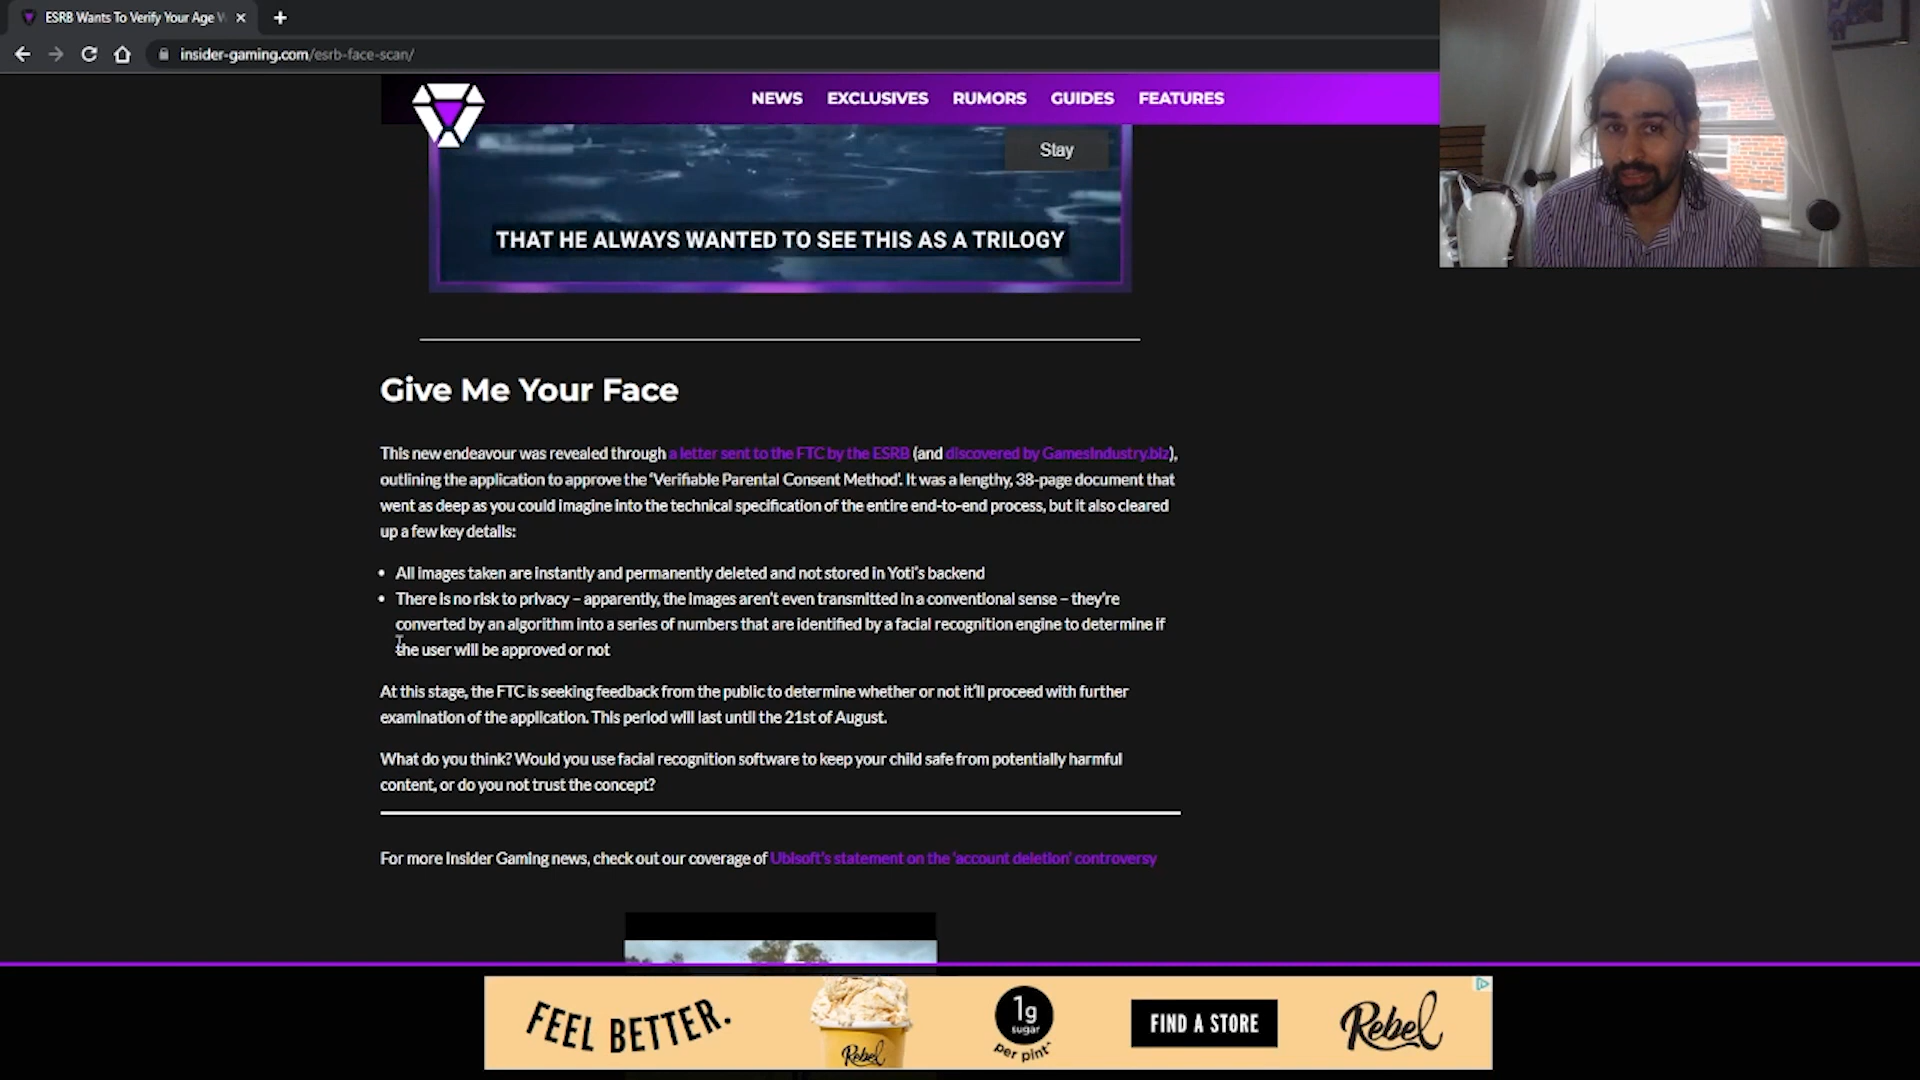 ESRB Wants To Verify Your Age W
insider-gaming.com/esrb-face-scan/
NEWS EXCLUSIVES RUMORS GUIDES FEATURES
Stay
THAT HE ALWAYS WANTED TO SEE THIS AS A TRILOGY
Give Me Your Face
This new endeavour was revealed through a letter sent to the FTC by the ESRB (and discovered by GamesIndustry.biz),
outlining the application to approve the ‘Verifiable Parental Consent Method’. It was a lengthy, 38-page document that
went as deep as you could imagine into the technical specification of the entire end-to-end process, but it also cleared
up a few key details:
• All images taken are instantly and permanently deleted and not stored in Yoti’s backend
• There is no risk to privacy – apparently, the images aren’t even transmitted in a conventional sense – they’re
converted by an algorithm into a series of numbers that are identified by a facial recognition engine to determine if
the user will be approved or not
At this stage, the FTC is seeking feedback from the public to determine whether or not it’ll proceed with further
examination of the application. This period will last until the 21st of August.
What do you think? Would you use facial recognition software to keep your child safe from potentially harmful
content, or do you not trust the concept?
For more Insider Gaming news, check out our coverage of Ubisoft’s statement on the ‘account deletion’ controversy
FEEL BETTER.
Rebel
1g
sugar
per pint^
FIND A STORE
Rebel